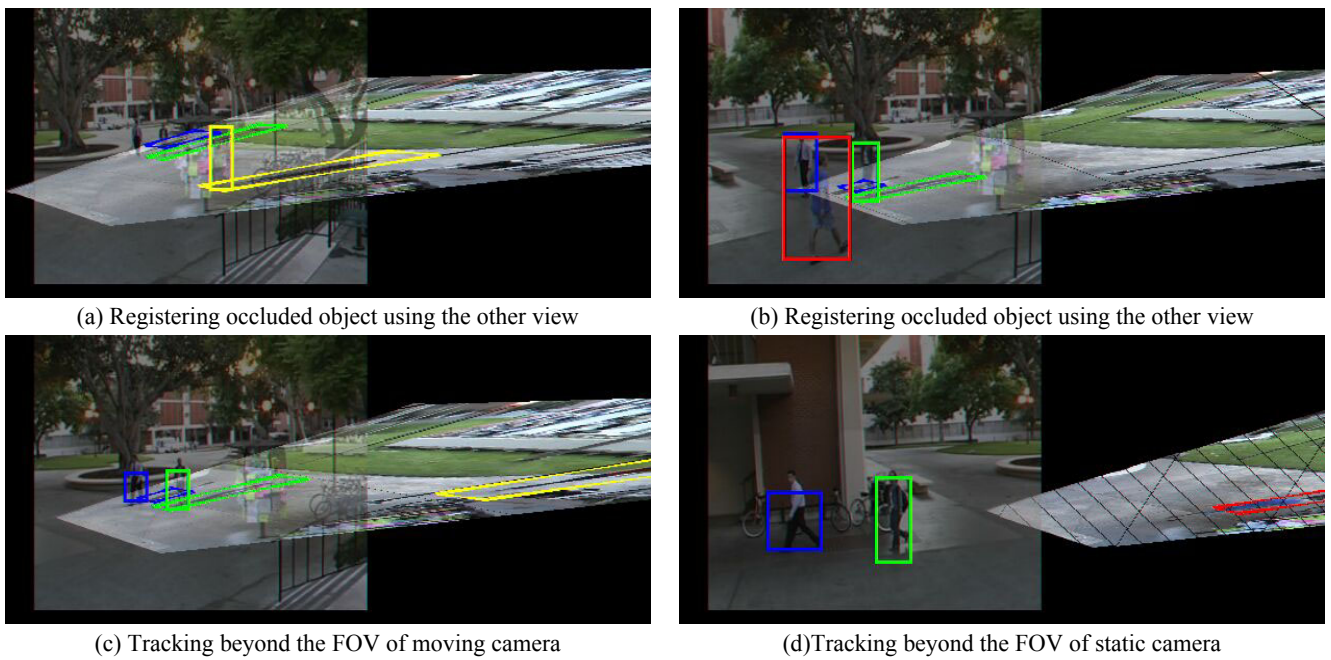 (a) Registering occluded object using the other view
(b) Registering occluded object using the other view
(c) Tracking beyond the FOV of moving camera
(d)Tracking beyond the FOV of static camera